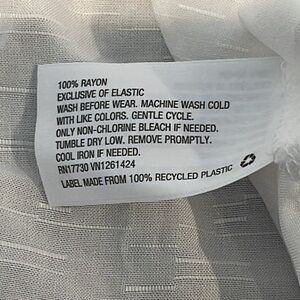 100% RAYON
EXCLUSIVE OF ELASTIC
WASH BEFORE WEAR. MACHINE WASH COLD
WITH LIKE COLORS. GENTLE CYCLE.
ONLY NON-CHLORINE BLEACH IF NEEDED.
TUMBLE DRY LOW. REMOVE PROMPTLY.
COOL IRON IF NEEDED.
RN17730 VN1261424
LABEL MADE FROM 100% RECYCLED PLASTIC